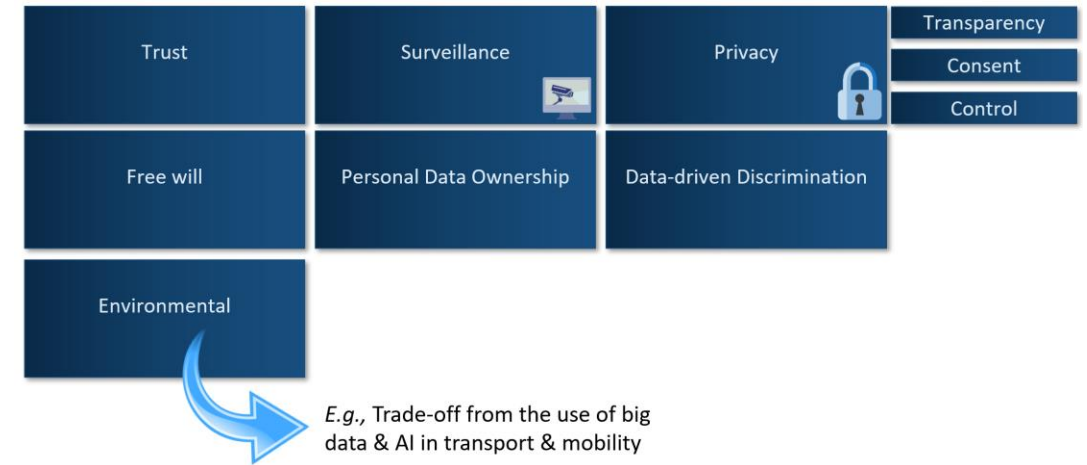 Trust
Surveillance
Privacy
Transparency
Consent
Control
Free will
Personal Data Ownership
Data-driven Discrimination
Environmental
E.g., Trade-off from the use of big
data & AI in transport & mobility